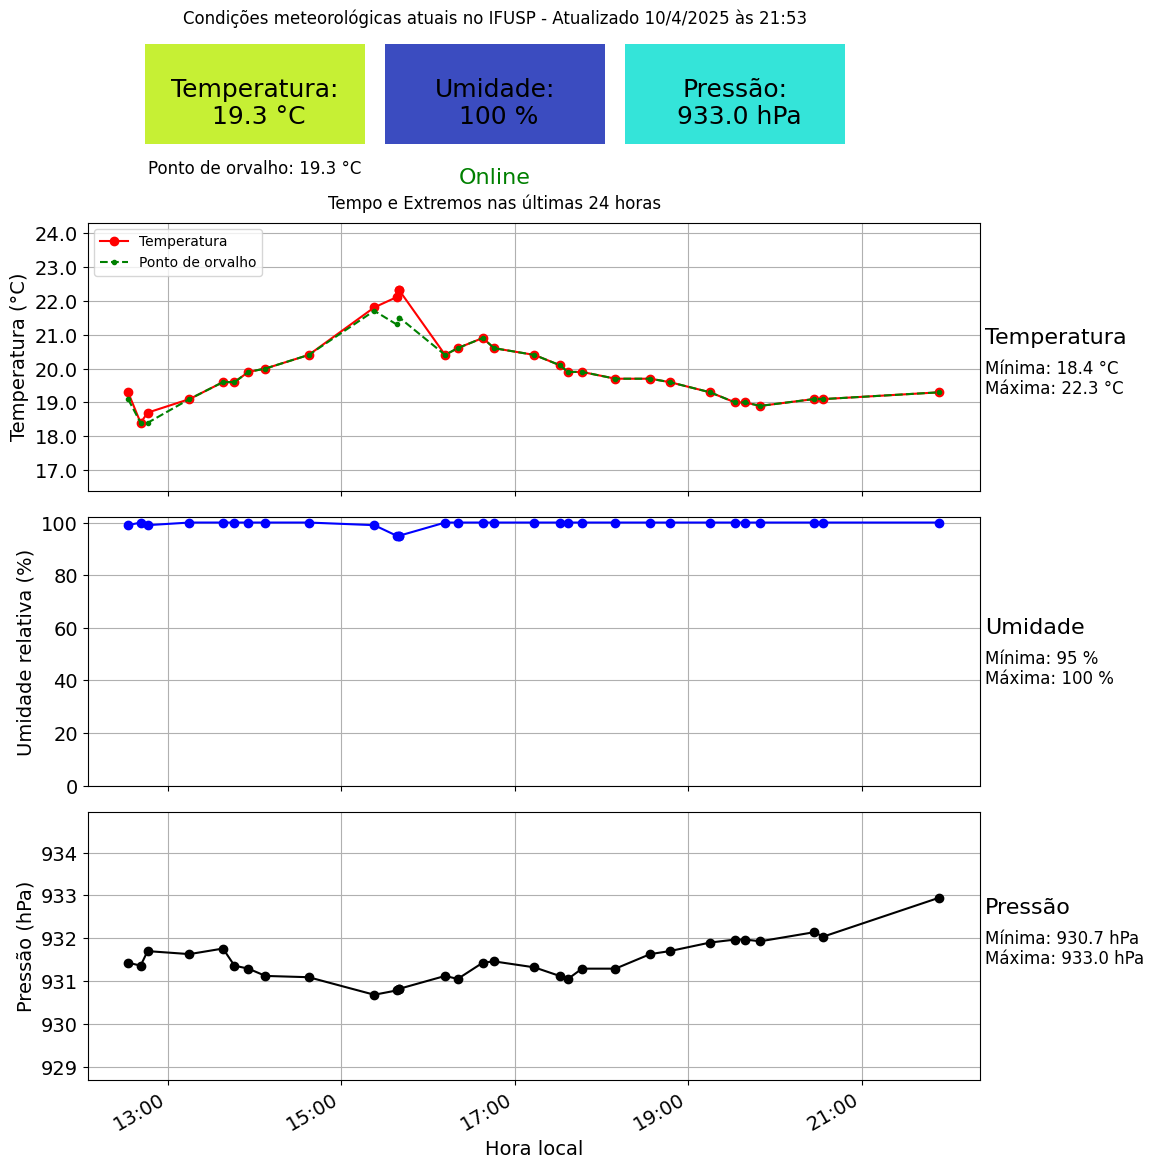 Condições meteorológicas atuais no IFUSP - Atualizado 10/4/2025 às 21:53
Temperatura:
19.3 °C
Umidade:
100 %
Pressão:
933.0 hPa
Ponto de orvalho: 19.3 °C
Online
Tempo e Extremos nas últimas 24 horas
Temperatura (°C)
24.0
23.0
22.0
21.0
20.0
19.0
18.0
17.0
Temperatura
Ponto de orvalho
Temperatura
Mínima: 18.4 °C
Máxima: 22.3 °C
Umidade relativa (%)
100
80
60
40
20
0
Umidade
Mínima: 95 %
Máxima: 100 %
Pressão (hPa)
934
933
932
931
930
929
Pressão
Mínima: 930.7 hPa
Máxima: 933.0 hPa
13:00
15:00
17:00
19:00
21:00
Hora local